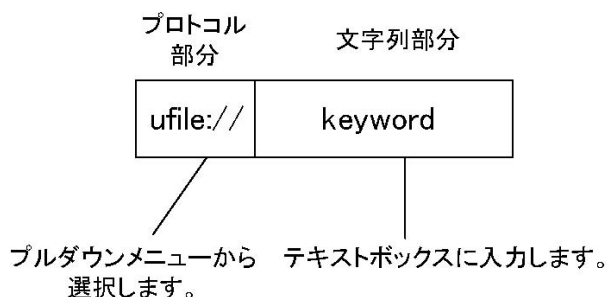 プロトコル
部分
文字列部分
ufile://
keyword
プルダウンメニューから
選択します。
テキストボックスに入力します。